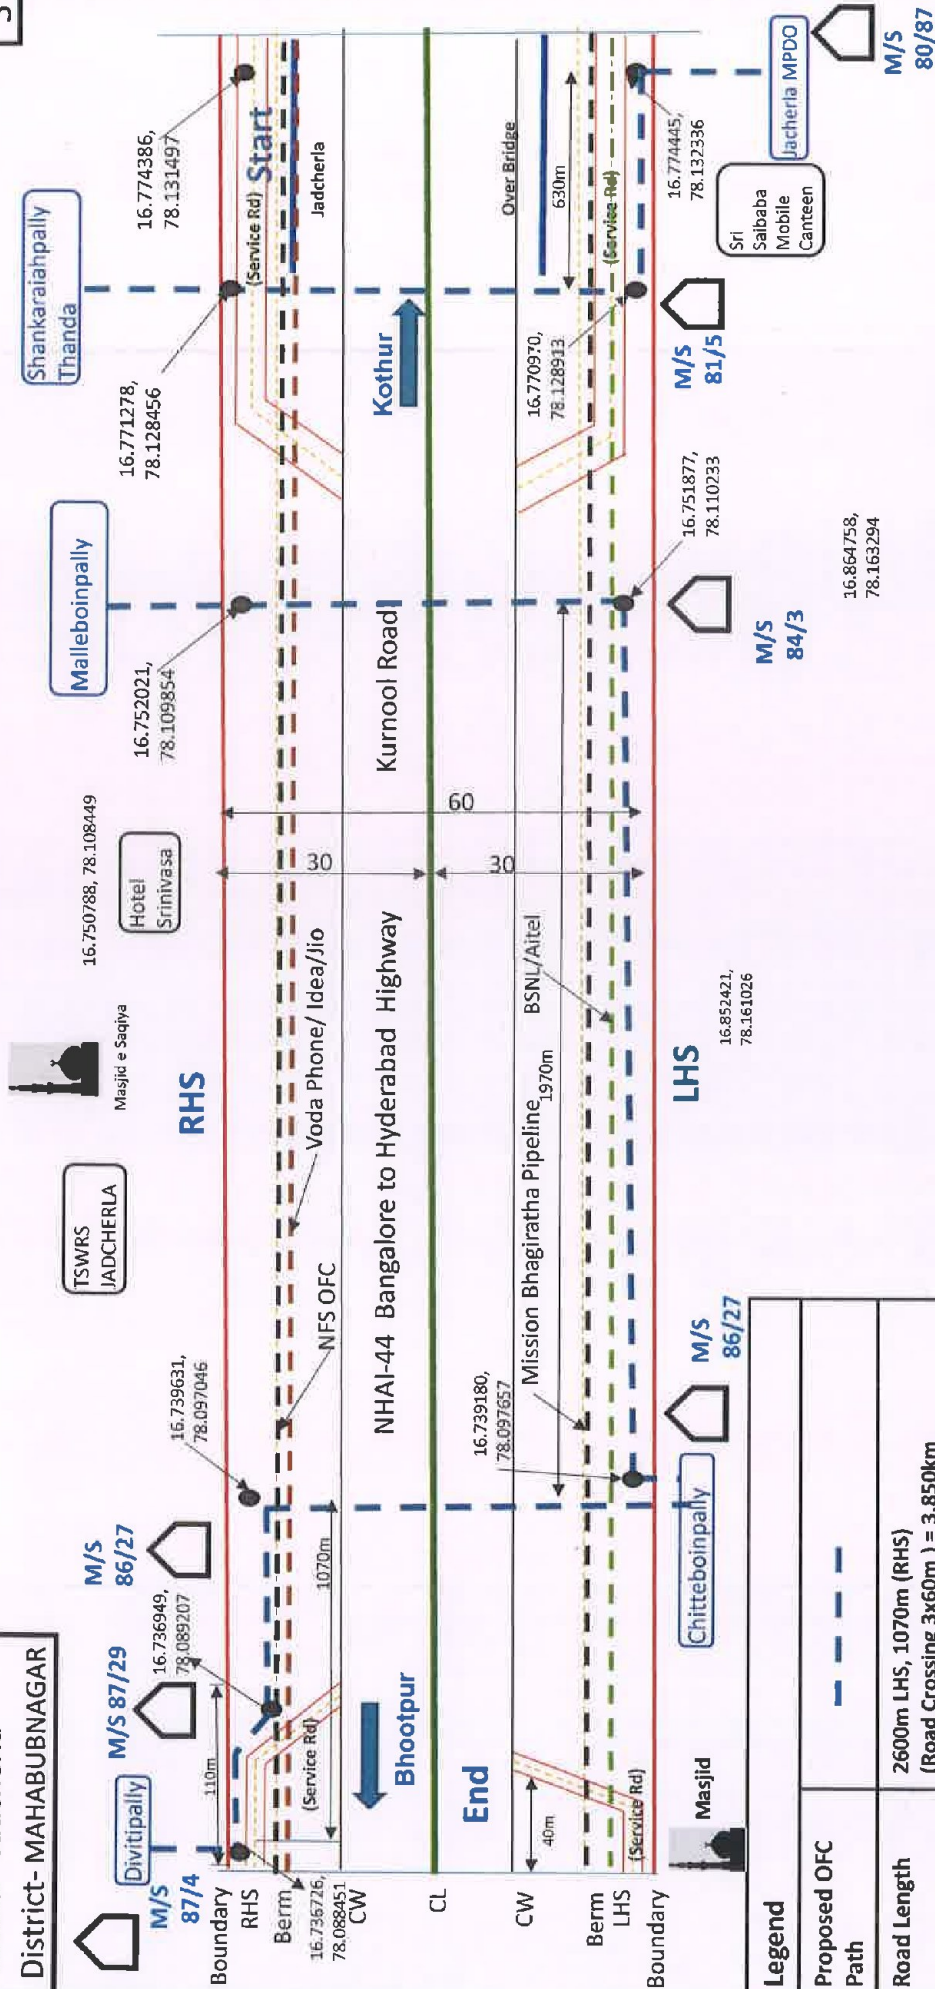 District- MAHABUBNAGAR
M/S
87/4
Divitipally
M/S 87/29
M/S
86/27
16.736949,
78.089207
110m
16.739631,
78.097046
TSWRS
JADCHERLA
Masjid e Saqiya
Hotel
Srinivasa
16.750788, 78.108449
Malleboinpally
16.752021,
78.109854
Shankaraiahpally
Thanda
16.771278,
78.128456
16.774386,
78.131497
Boundary
RHS
Berm
16.736726,
78.088451
CW
(Service Rd)
1070m
RHS
NFS OFC
Voda Phone/ Idea/Jio
30
60
(Service Rd)
Start
Jadcherla
Bhootpur
NHAI-44 Bangalore to Hyderabad Highway
Kurnool Road
Kothur
CL
End
CW
40m
Berm
LHS
Boundary
(Service Rd)
Masjid
16.739180,
78.097657
Mission Bhagiratha Pipeline
1970m
BSNL/Aitel
30
Over Bridge
630m
(Service Rd)
16.770970,
78.128913
16.774445,
78.132336
Chitteboinpally
M/S
86/27
LHS
16.852421,
78.161026
M/S
84/3
16.751877,
78.110233
16.864758,
78.163294
M/S
81/5
Sri
Saibaba
Mobile
Canteen
Jacherla MPDO
M/S
80/87
Legend
Proposed OFC
Path
Road Length
2600m LHS, 1070m (RHS)
(Road Crossing 3x60m ) = 3.850km